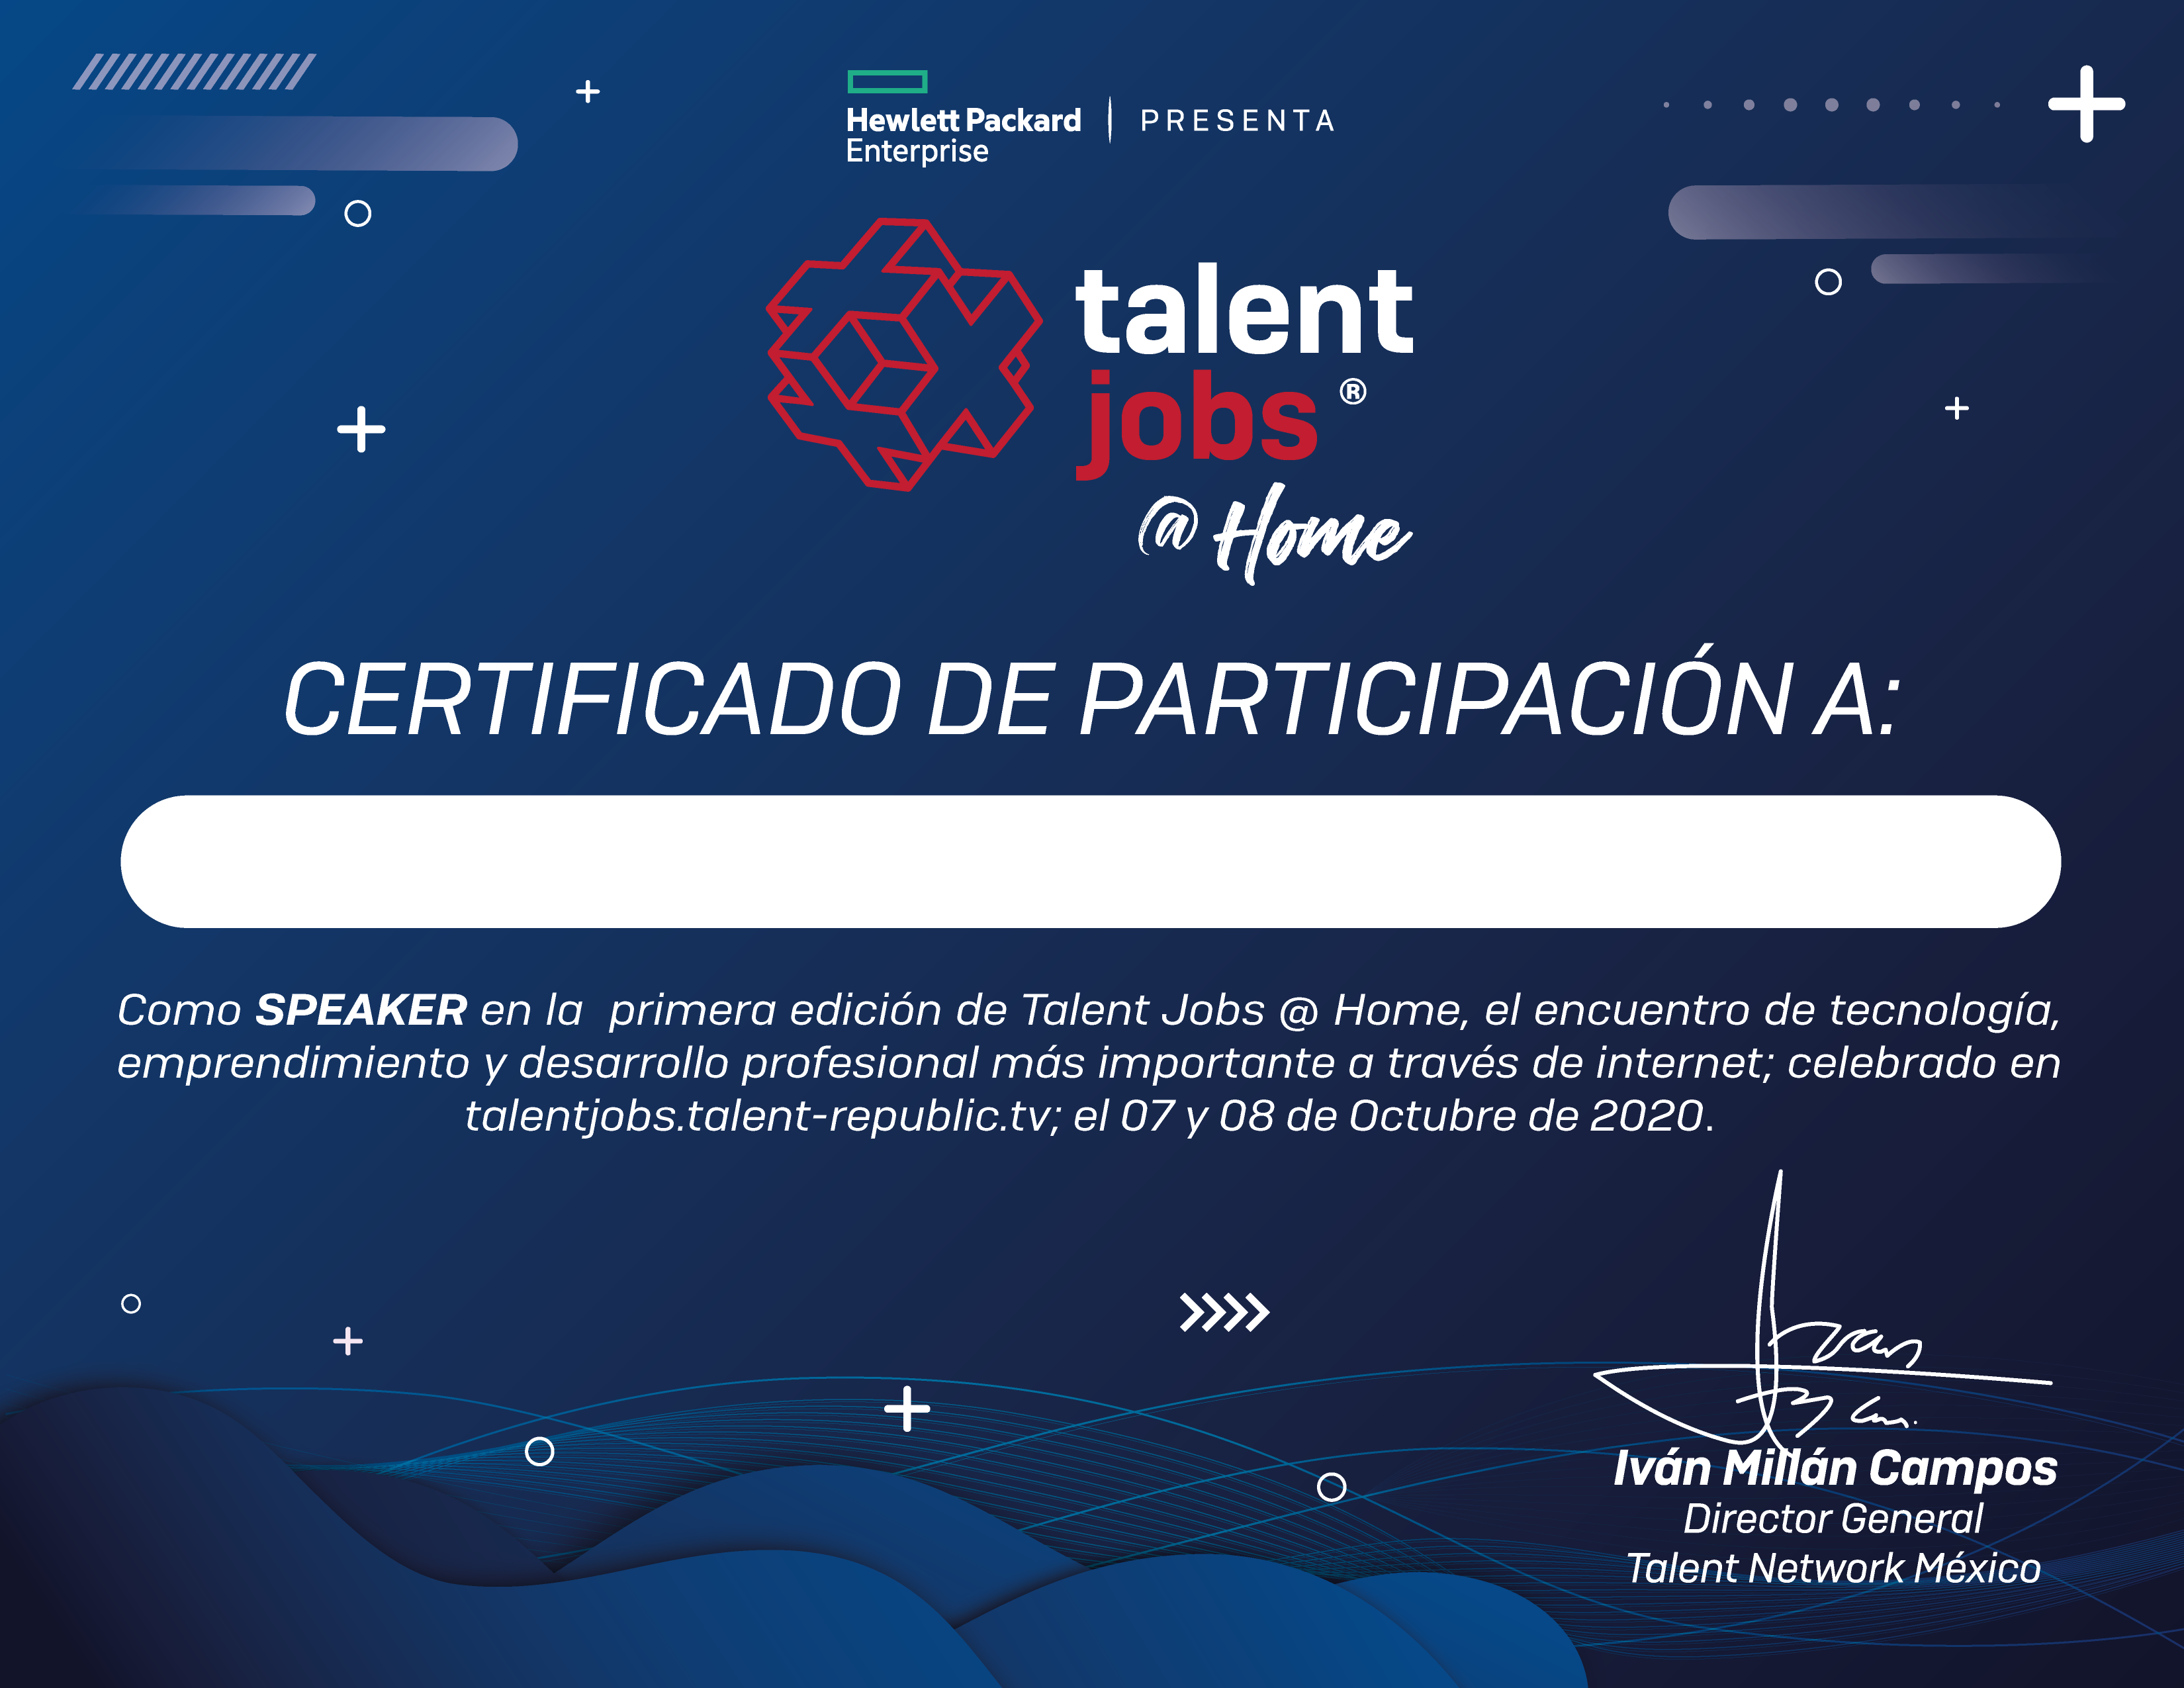 Hewlett Packard
Enterprise
PRESENTA
talent
jobs ®
@ Home
CERTIFICADO DE PARTICIPACIÓN A:
Como SPEAKER en la  primera edición de Talent Jobs @ Home, el encuentro de tecnología,
emprendimiento y desarrollo profesional más importante a través de internet; celebrado en
talentjobs.talent-republic.tv; el 07 y 08 de Octubre de 2020.
Iván Millán Campos
Director General
Talent Network México